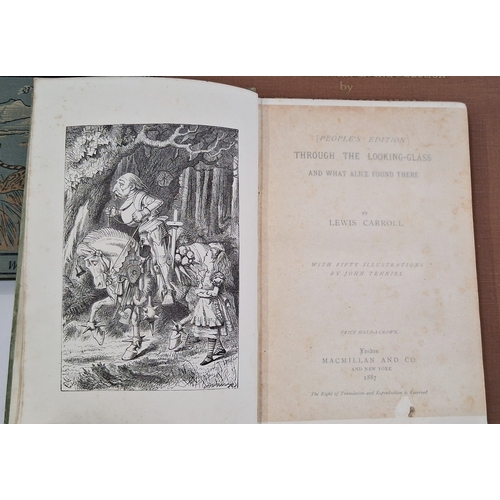 by
PEOPLE'S EDITION
THROUGH THE LOOKING-GLASS
AND WHAT ALICE FOUND THERE
BY
LEWIS CARROLL
WITH FIFTY ILLUSTRATIONS
BY JOHN TENNIEL
London
MACMILLAN AND CO.
AND NEW YORK
1887
The Right of Translation and Reproduction is Reserved